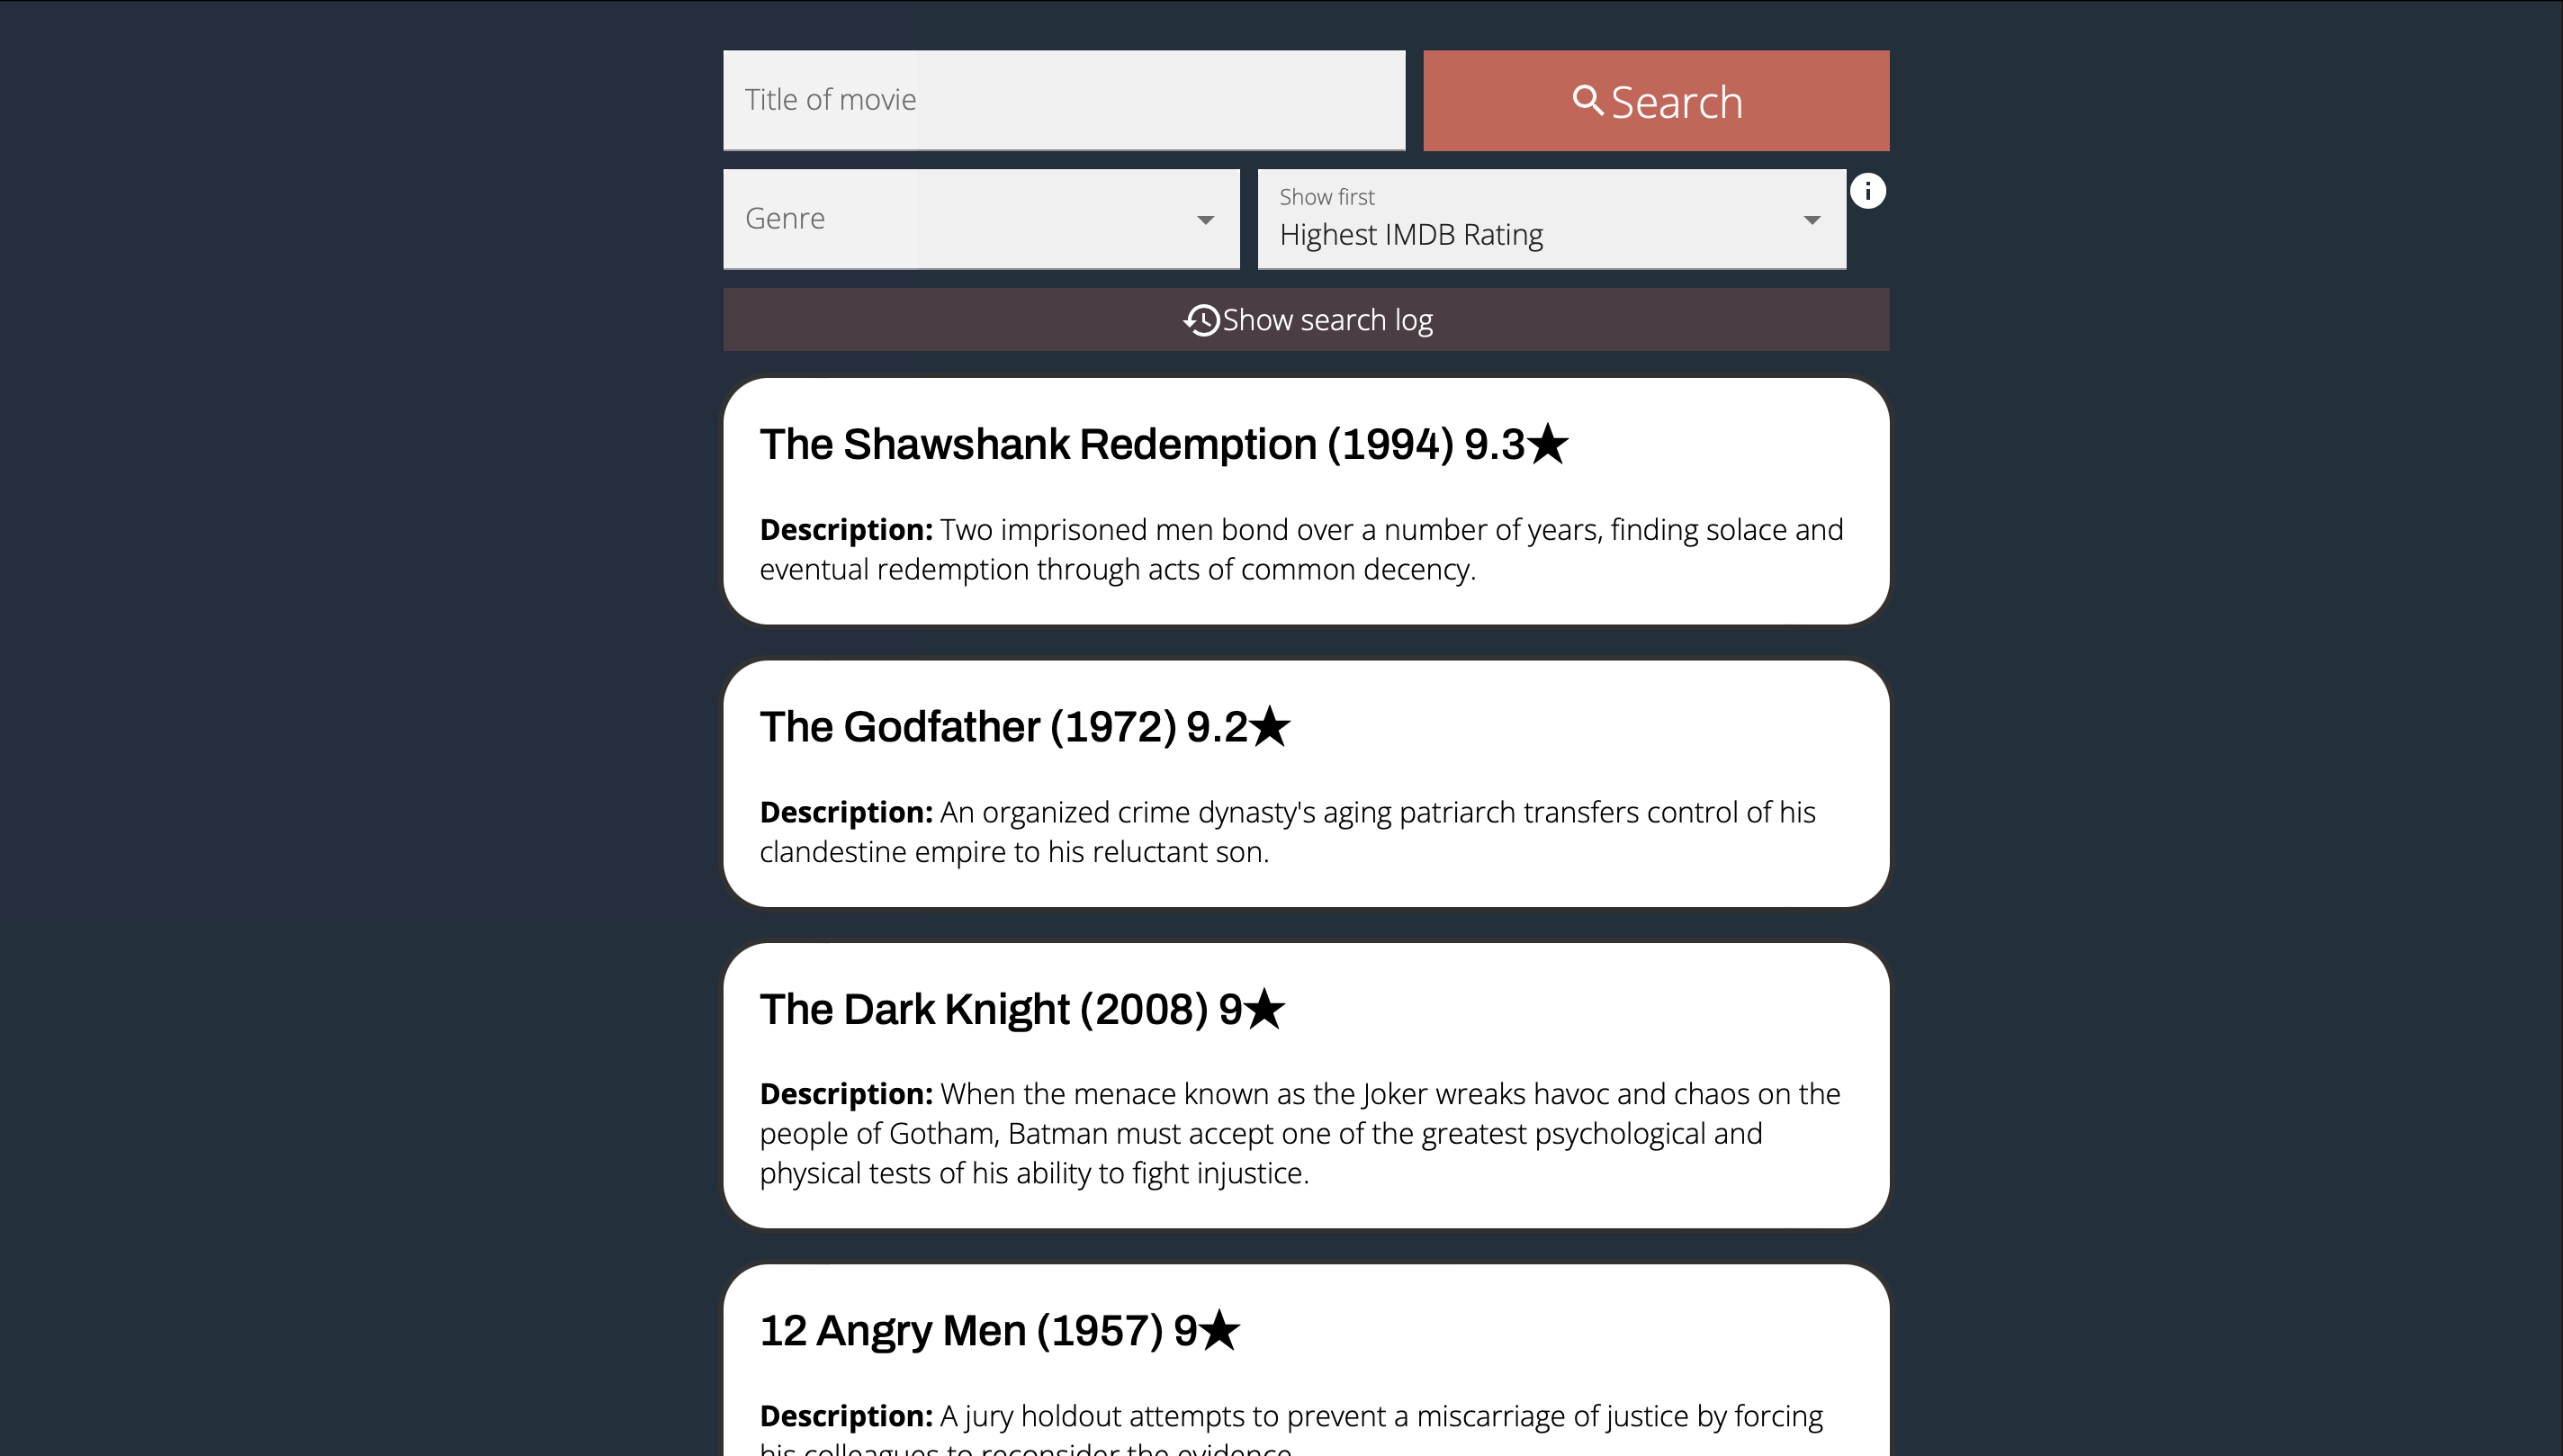 Title of movie
Search
Genre
Show first
Highest IMDB Rating
Show search log
The Shawshank Redemption (1994) 9.3★
Description: Two imprisoned men bond over a number of years, finding solace and
eventual redemption through acts of common decency.
The Godfather (1972) 9.2★
Description: An organized crime dynasty's aging patriarch transfers control of his
clandestine empire to his reluctant son.
The Dark Knight (2008) 9★
Description: When the menace known as the Joker wreaks havoc and chaos on the
people of Gotham, Batman must accept one of the greatest psychological and
physical tests of his ability to fight injustice.
12 Angry Men (1957) 9★
Description: A jury holdout attempts to prevent a miscarriage of justice by forcing
his colleagues to reconsider the evidence.